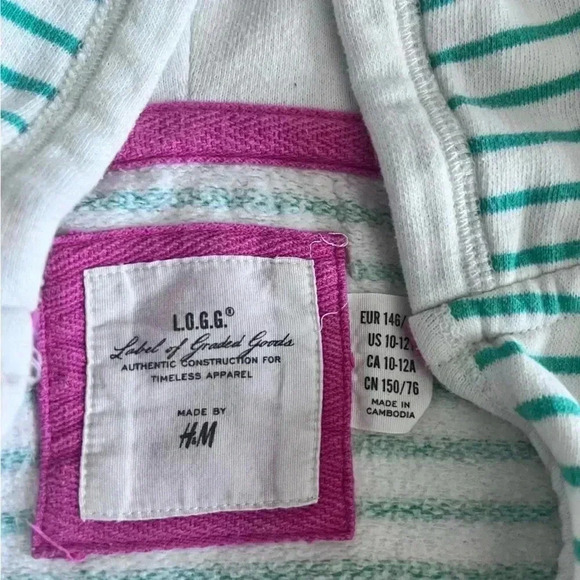 L.O.G.G.®
Label of Graded Goods
AUTHENTIC CONSTRUCTION FOR
TIMELESS APPAREL
MADE BY
H&M
EUR 146/
US 10-12
CA 10-12A
CN 150/76
MADE IN
CAMBODIA